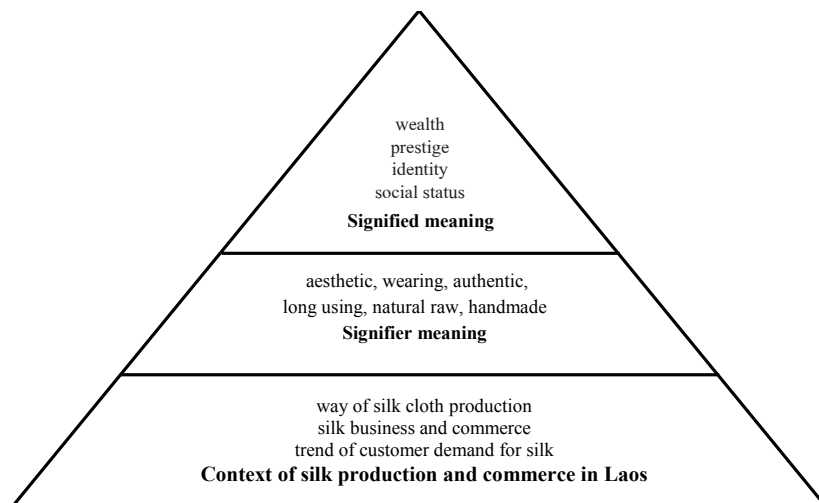 wealth
prestige
identity
social status
Signified meaning
aesthetic, wearing, authentic,
long using, natural raw, handmade
Signifier meaning
way of silk cloth production
silk business and commerce
trend of customer demand for silk
Context of silk production and commerce in Laos